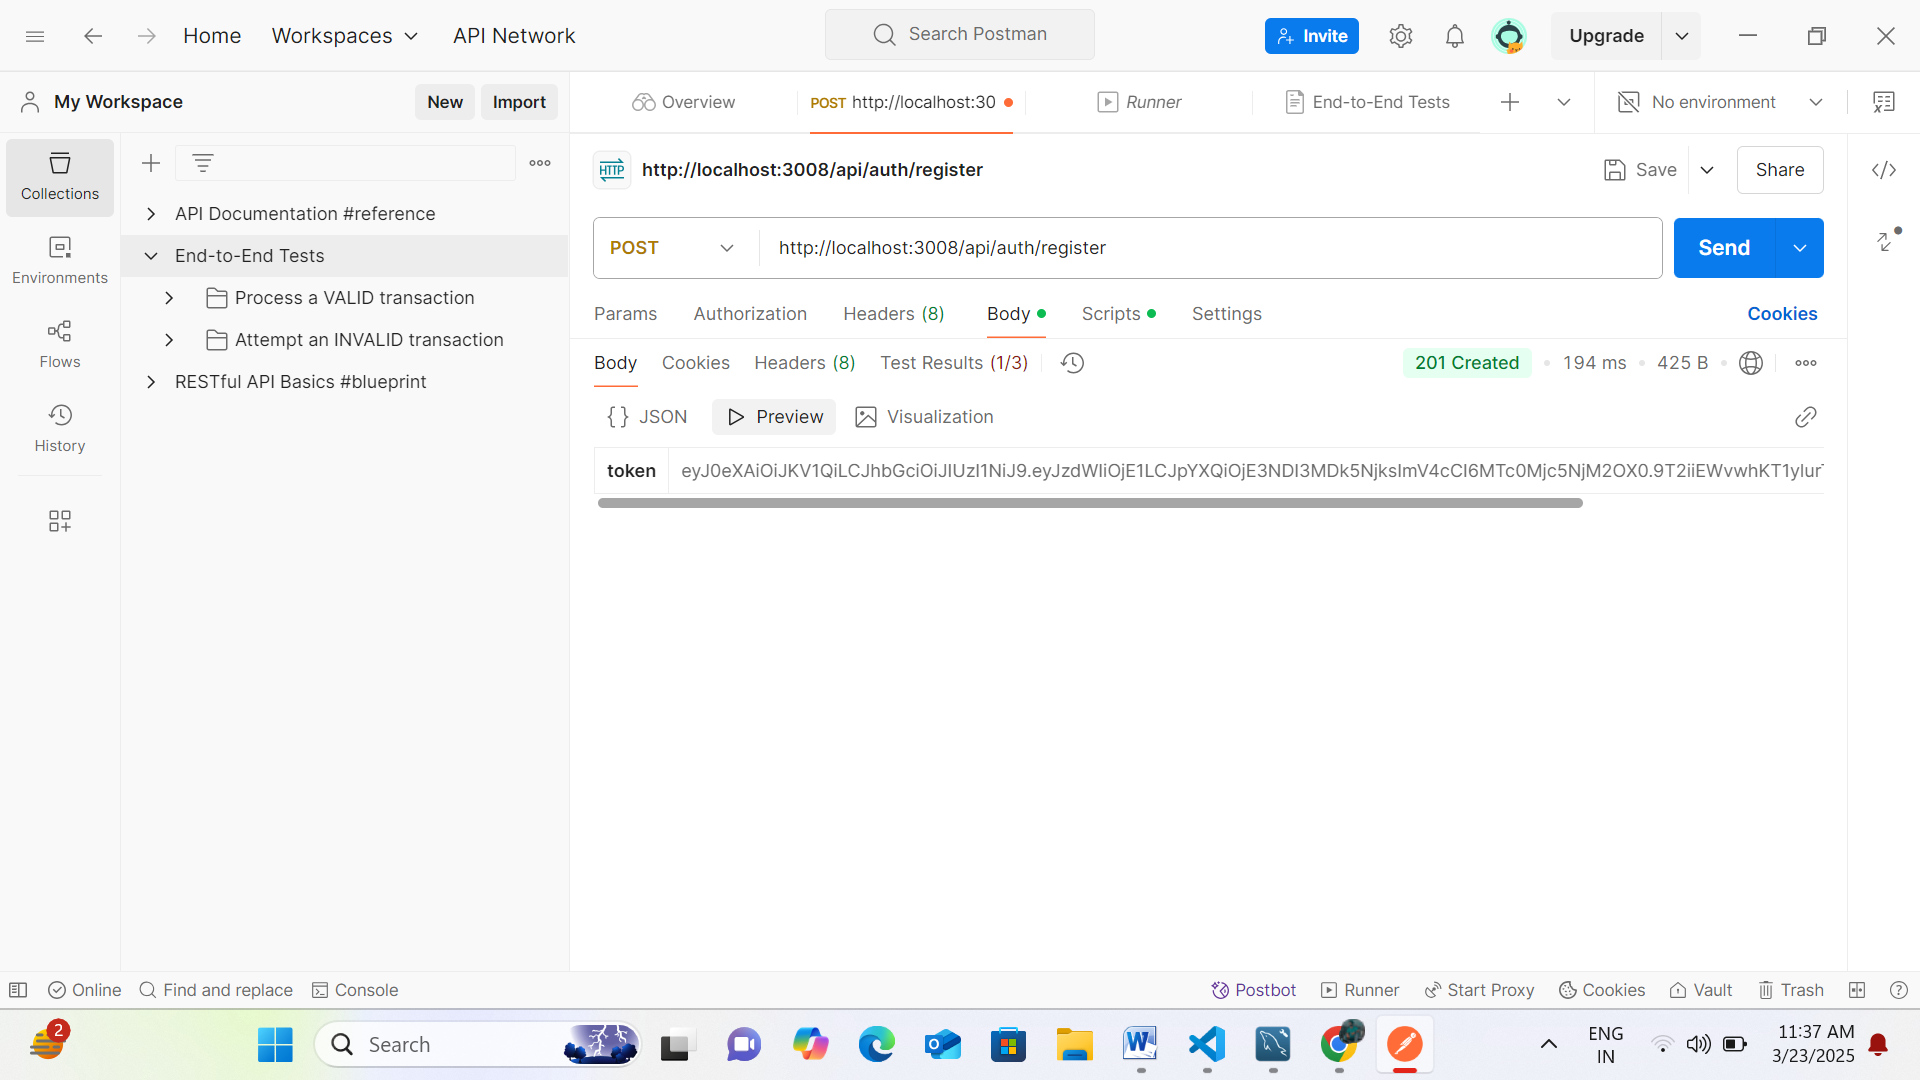 Home
Workspaces
API Network
Search Postman
Invite
Upgrade
My Workspace
New
Import
Overview
POST http://localhost:30
Runner
End-to-End Tests
No environment
Collections
Environments
Flows
History
API Documentation #reference
End-to-End Tests
Process a VALID transaction
Attempt an INVALID transaction
RESTful API Basics #blueprint
HTTP
http://localhost:3008/api/auth/register
Save
Share
POST
http://localhost:3008/api/auth/register
Send
Params
Authorization
Headers (8)
Body
Scripts
Settings
Cookies
Body
Cookies
Headers (8)
Test Results (1/3)
201 Created
194 ms
425 B
{} JSON
Preview
Visualization
token
Online
Find and replace
Console
Postbot
Runner
Start Proxy
Cookies
Vault
Trash
2
Search
ENG
IN
11:37 AM
3/23/2025